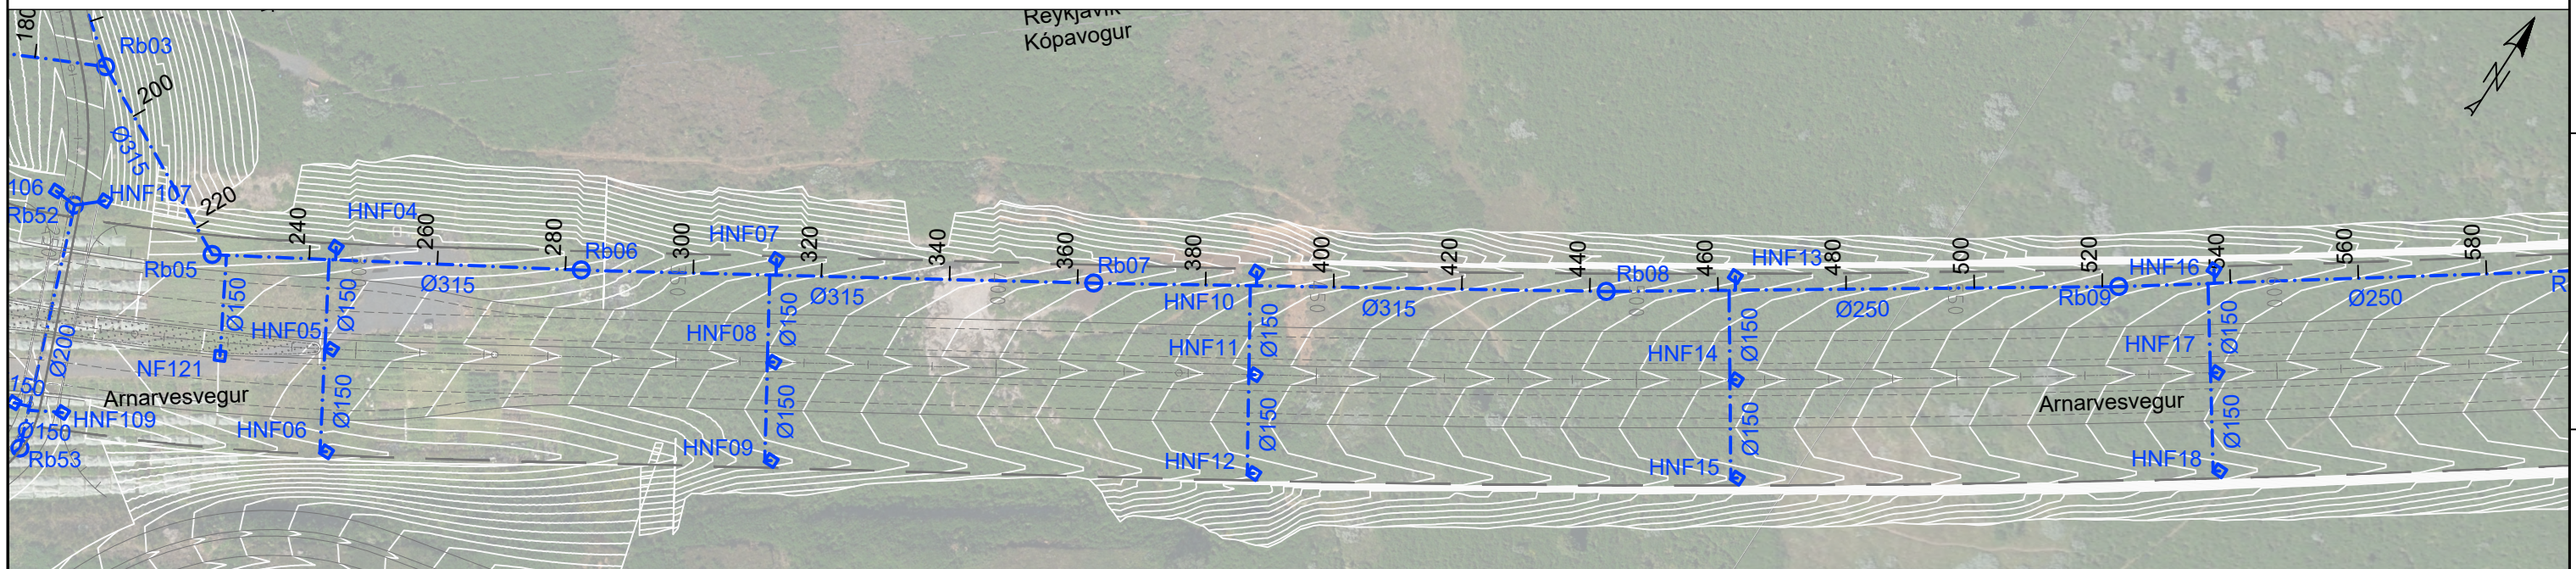 Reykjavík
Kópavogur
180
Rb03
200
Ø315
106
HNF107
Rb52
220
Rb05
240
HNF04
260
280
Rb06
300
HNF07
320
340
360
Rb07
380
400
420
440
Rb08
460
HNF13
480
500
520
HNF16
540
560
580
Ø315
Ø315
HNF10
Ø315
Ø250
Rb09
Ø250
R
Ø150
HNF05
Ø150
HNF08
Ø150
HNF11
Ø150
HNF14
Ø150
HNF17
Ø150
Ø200
NF121
150
Arnarvesvegur
HNF109
Ø150
Rb53
HNF06
Ø150
HNF09
Ø150
HNF12
Ø150
HNF15
Ø150
Arnarvesvegur
HNF18
Ø150
N